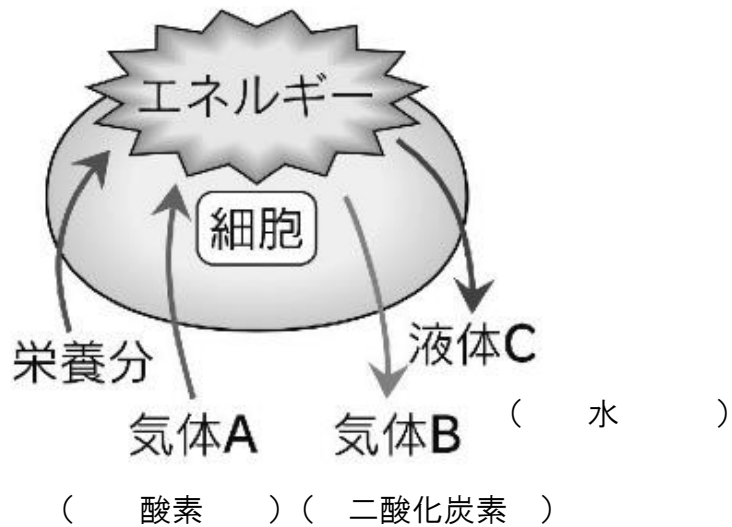 エネルギー
細胞
栄養分
液体C
気体A
気体B
（　水　）
（　酸素　）（　二酸化炭素　）